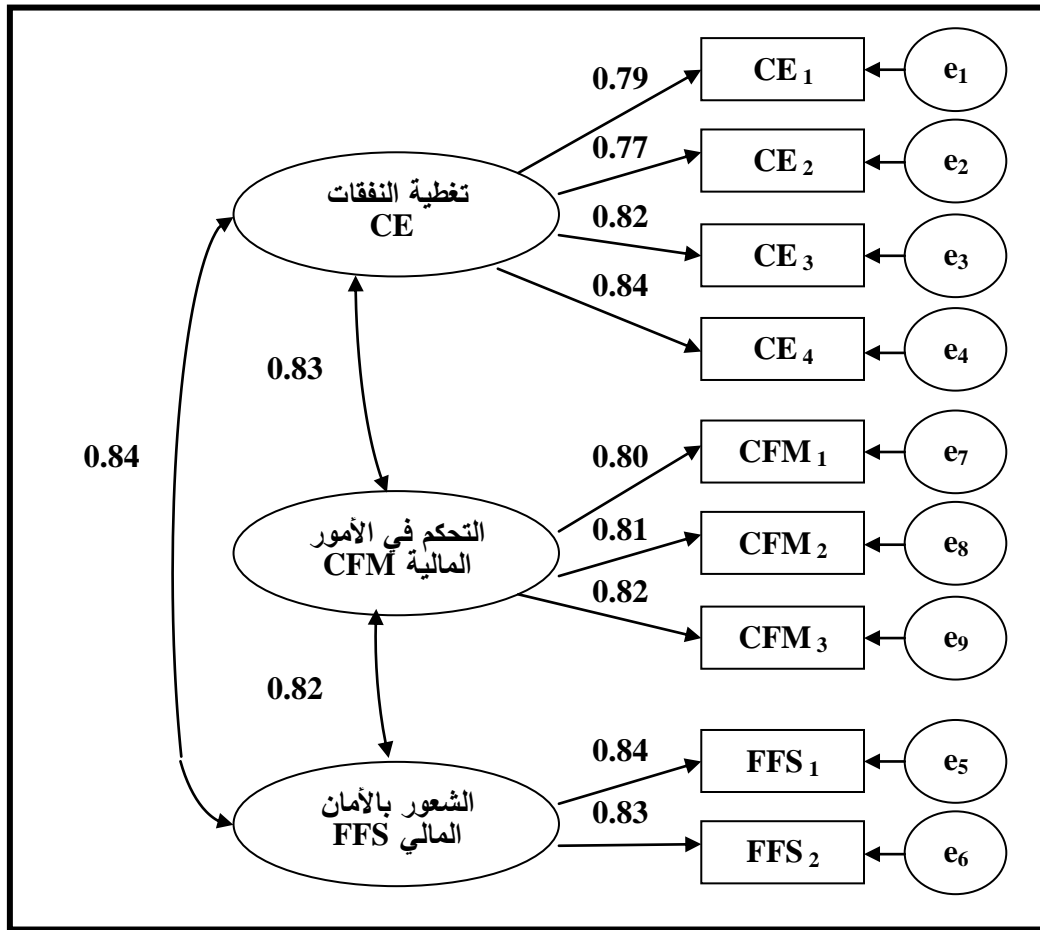 0.79
CE 1
e1
0.77
CE 2
e2
تغطية النفقات
CE
0.82
CE 3
e3
0.84
CE 4
e4
0.83
0.84
0.80
CFM 1
e7
التحكم في الأمور
المالية CFM
0.81
CFM 2
e8
0.82
CFM 3
e9
0.82
0.84
FFS 1
e5
الشعور بالأمان
المالي FFS
0.83
FFS 2
e6